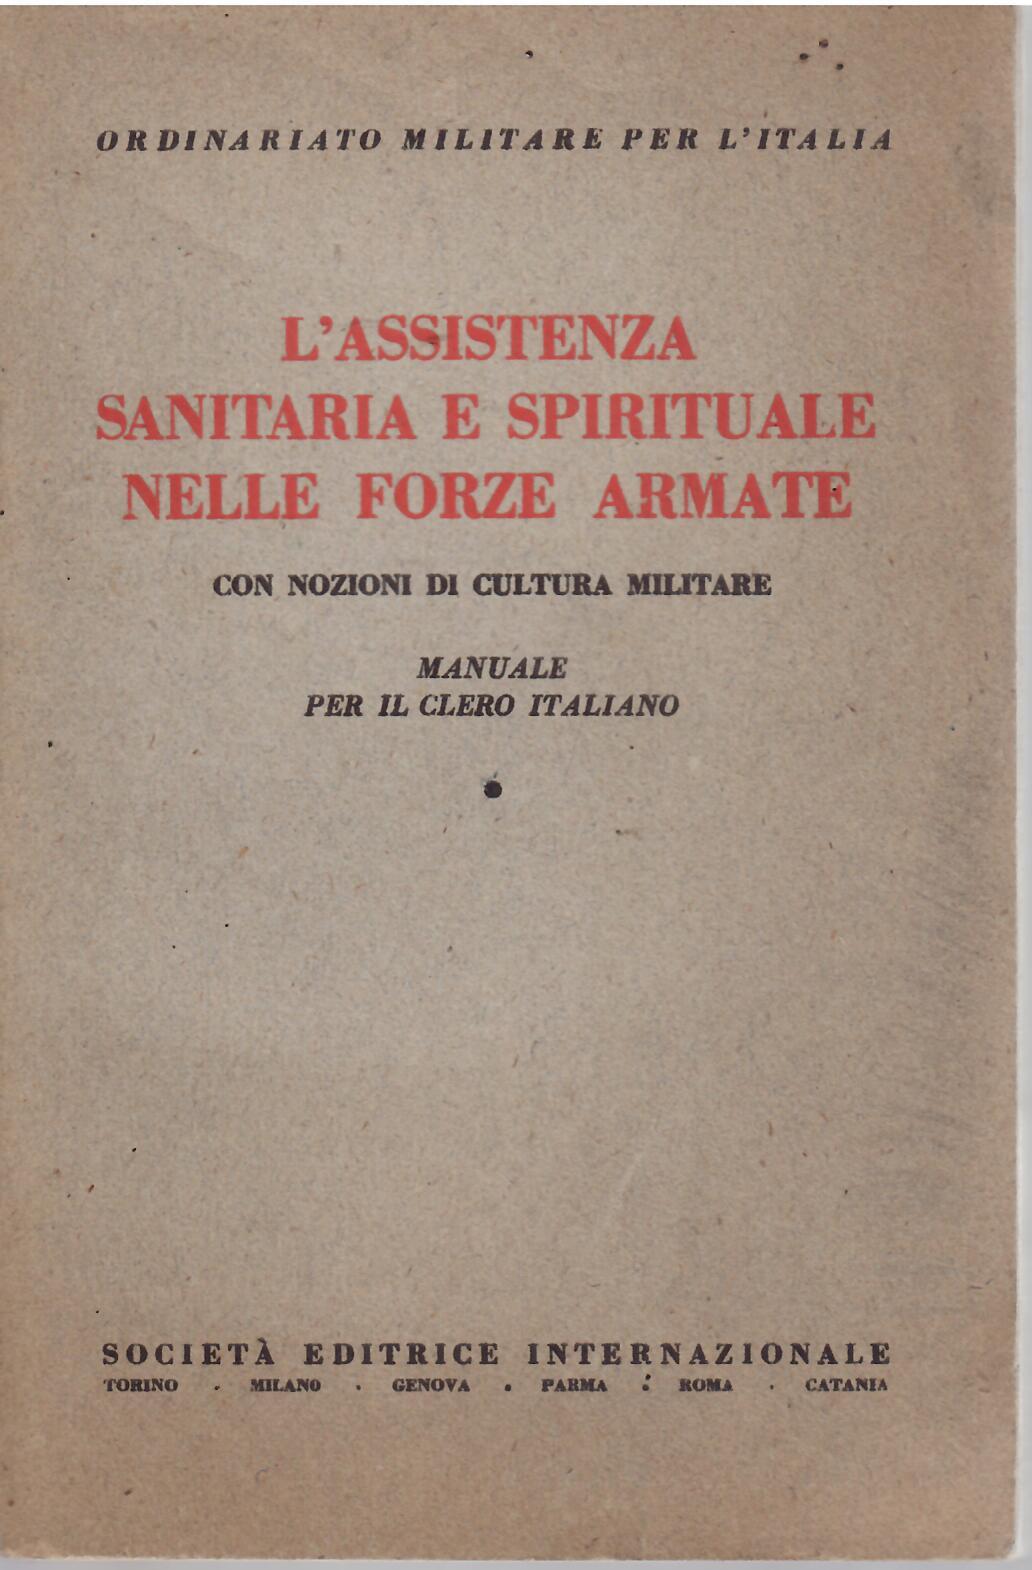 ORDINARIATO MILITARE PER L'ITALIA
L'ASSISTENZA
SANITARIA E SPIRITUALE
NELLE FORZE ARMATE
CON NOZIONI DI CULTURA MILITARE
MANUALE
PER IL CLERO ITALIANO
SOCIETÀ EDITRICE INTERNAZIONALE
TORINO . MILANO . GENOVA . PARMA . ROMA . CATANIA